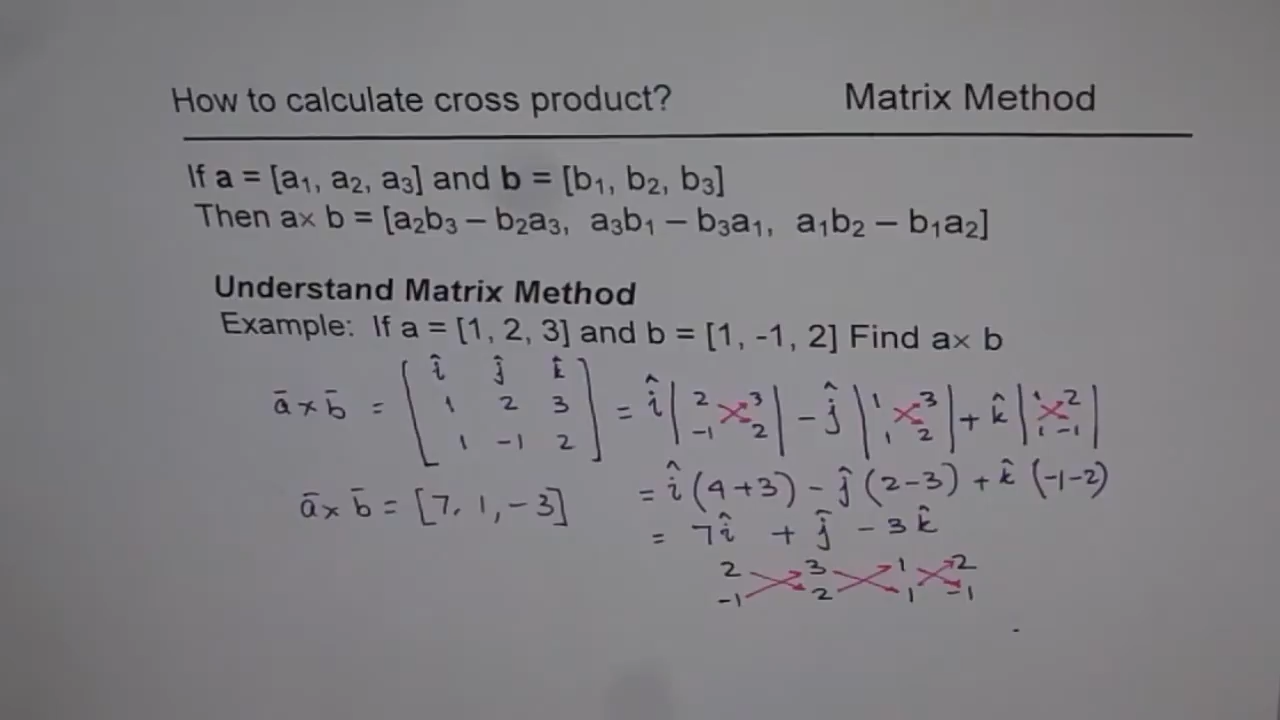 How to calculate cross product? Matrix Method
If a = [a₁, a₂, a₃] and b = [b₁, b₂, b₃]
Then a× b = [a₂b₃ – b₂a₃, a₃b₁ – b₃a₁, a₁b₂ – b₁a₂]
Understand Matrix Method
Example: If a = [1, 2, 3] and b = [1, -1, 2] Find a× b
î ĵ k̂
ā × b̄ = [1 2 3] = î |2 3| - ĵ |1 3| + k̂ |1 2|
1 -1 2 -1 2 1 2 1 -1
= î (4+3) - ĵ (2-3) + k̂ (-1-2)
ā × b̄ = [7, 1, -3]
= 7î + ĵ - 3k̂
2 3 1 2
-1 2 1 -1